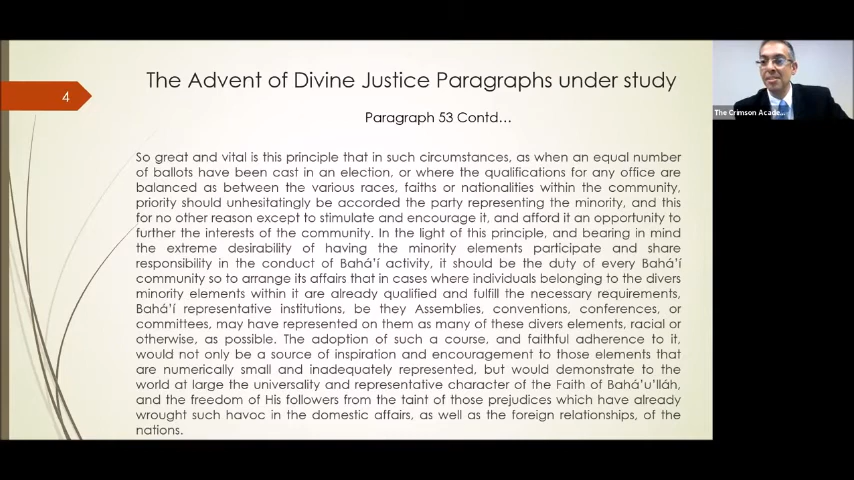 4
The Advent of Divine Justice Paragraphs under study
Paragraph 53 Contd...
So great and vital is this principle that in such circumstances, as when an equal number
of ballots have been cast in an election, or where the qualifications for any office are
balanced as between the various races, faiths or nationalities within the community,
priority should unhesitatingly be accorded the party representing the minority, and this
for no other reason except to stimulate and encourage it, and afford it an opportunity to
further the interests of the community. In the light of this principle, and bearing in mind
the extreme desirability of having the minority elements participate and share
responsibility in the conduct of Bahá'í activity, it should be the duty of every Bahá'í
community so to arrange its affairs that in cases where individuals belonging to the divers
minority elements within it are already qualified and fulfill the necessary requirements,
Bahá'í representative institutions, be they Assemblies, conventions, conferences, or
committees, may have represented on them as many of these divers elements, racial or
otherwise, as possible. The adoption of such a course, and faithful adherence to it,
would not only be a source of inspiration and encouragement to those elements that
are numerically small and inadequately represented, but would demonstrate to the
world at large the universality and representative character of the Faith of Bahá'u'lláh,
and the freedom of His followers from the taint of those prejudices which have already
wrought such havoc in the domestic affairs, as well as the foreign relationships, of the
nations.
The Crimson Acade...